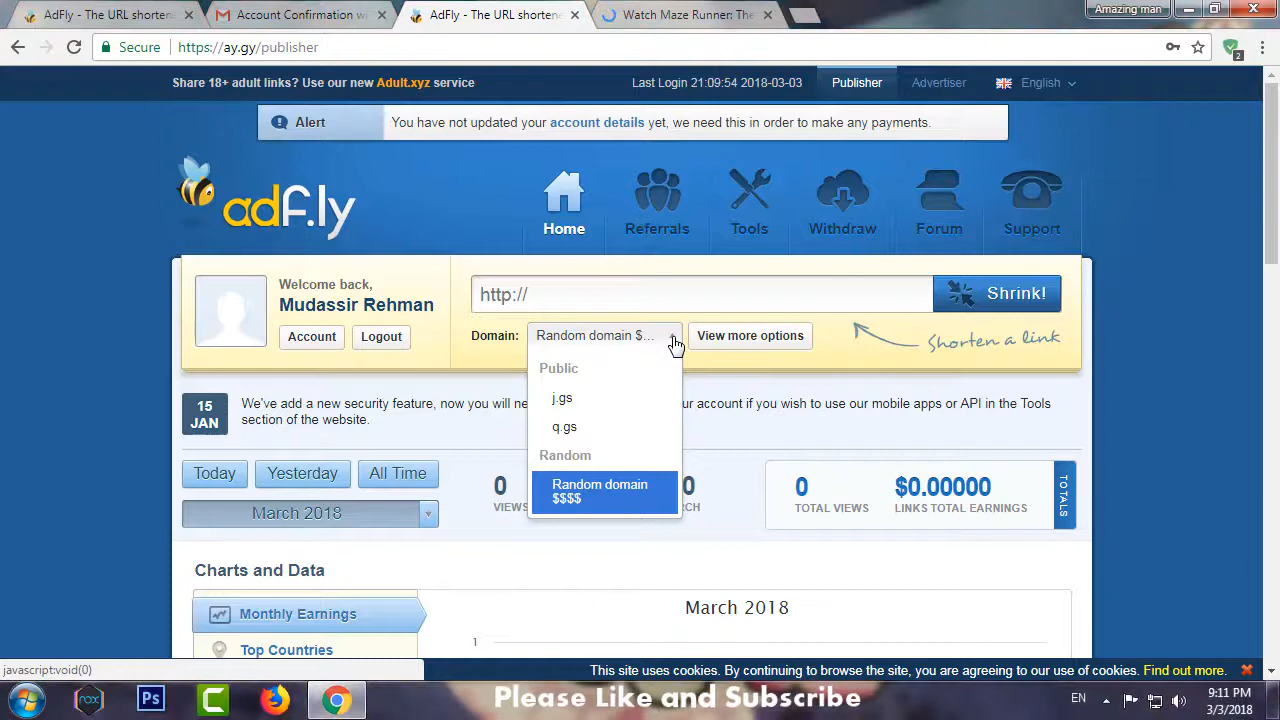 AdFly - The URL shortene
Account Confirmation wi
AdFly - The URL shortene
Watch Maze Runner: The
Amazing man
Secure
https://ay.gy/publisher
2
Share 18+ adult links? Use our new Adult.xyz service
Last Login 21:09:54 2018-03-03
Publisher
Advertiser
English
Alert
You have not updated your account details yet, we need this in order to make any payments.
adf.ly
Home
Referrals
Tools
Withdraw
Forum
Support
Welcome back,
Mudassir Rehman
Account
Logout
http://
Shrink!
Domain:
Random domain $...
View more options
Shorten a link
Public
j.gs
q.gs
Random
Random domain
$$$$
15
JAN
We've add a new security feature, now you will ne
ur account if you wish to use our mobile apps or API in the Tools
section of the website.
Today
Yesterday
All Time
March 2018
0
VIEWS
0
RCH
0
TOTAL VIEWS
$0.00000
LINKS TOTAL EARNINGS
TOTALS
Charts and Data
Monthly Earnings
Top Countries
March 2018
1
javascript:void(0)
This site uses cookies. By continuing to browse the site, you are agreeing to our use of cookies. Find out more.
Please Like and Subscribe
nox
Ps
EN
9:11 PM
3/3/2018